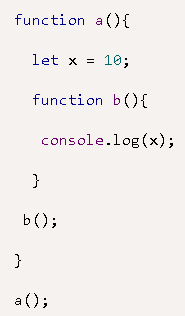 function a(){
let x = 10;
function b(){
console.log(x);
}
b();
}
a();